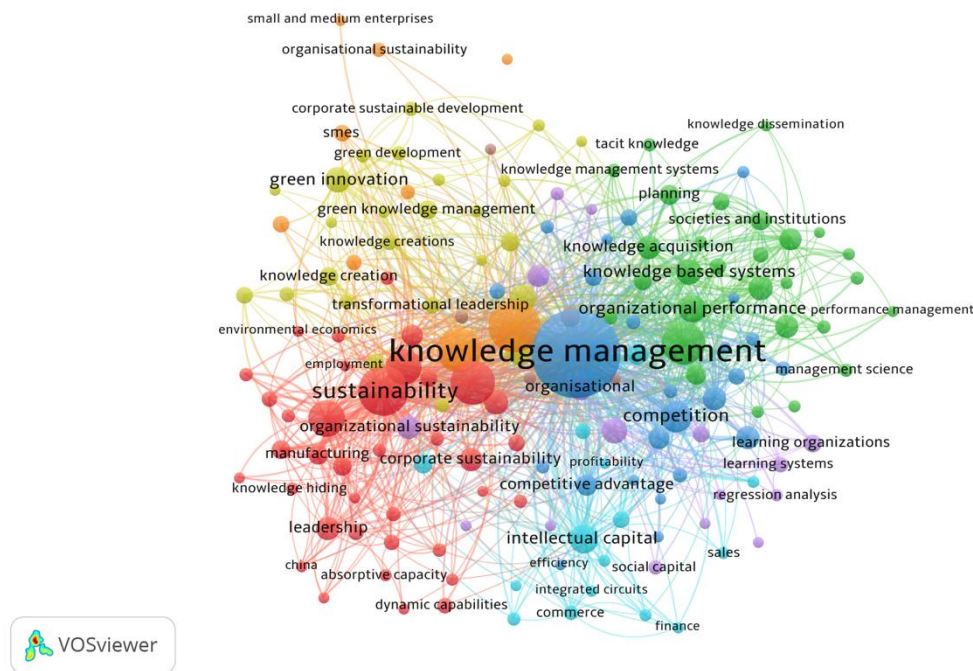 small and medium enterprises
organisational sustainability
corporate sustainable development
knowledge dissemination
smes
tacit knowledge
green development
knowledge management systems
green innovation
planning
green knowledge management
societies and institutions
knowledge creations
knowledge acquisition
knowledge creation
knowledge based systems
transformational leadership
organizational performance
performance management
environmental economics
knowledge management
employment
management science
sustainability
organisational
competition
organizational sustainability
learning organizations
manufacturing
corporate sustainability
profitability
learning systems
knowledge hiding
competitive advantage
regression analysis
leadership
intellectual capital
sales
china
efficiency
social capital
absorptive capacity
integrated circuits
dynamic capabilities
commerce
finance
VOSviewer